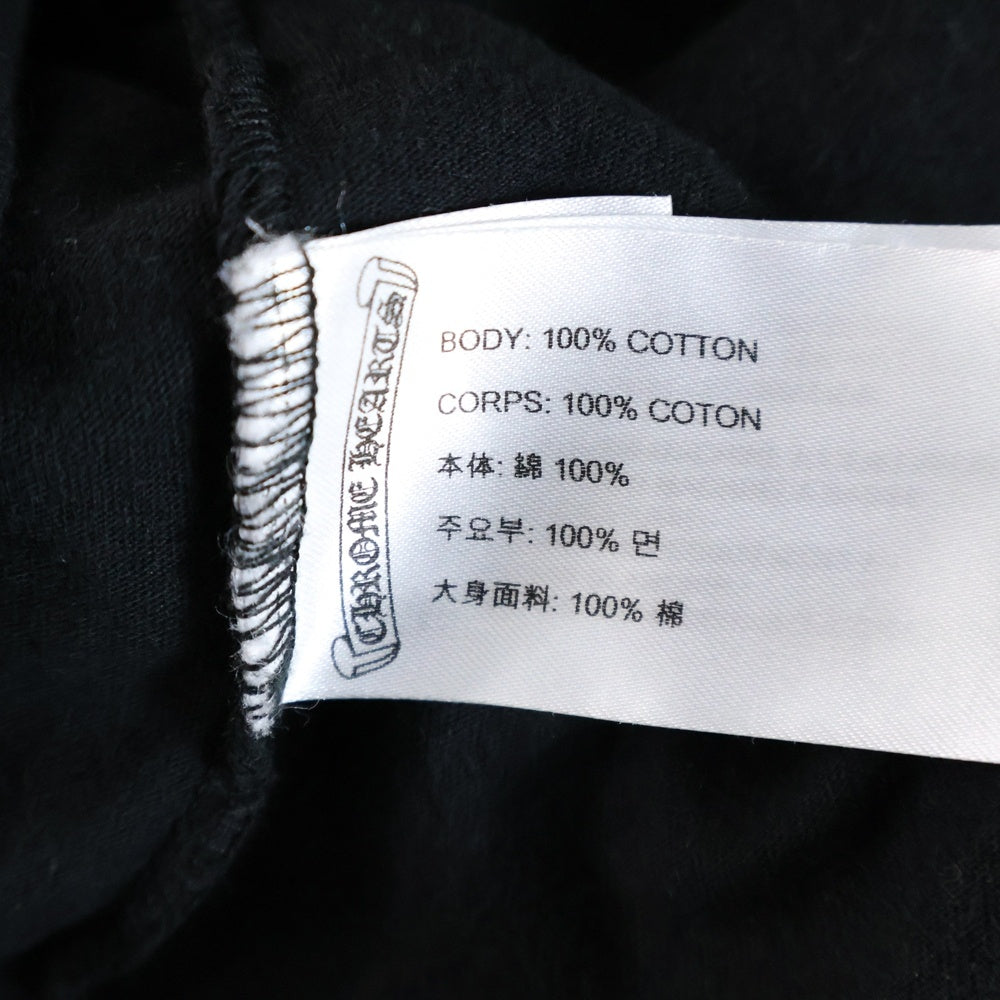 CHROME HEARTS
BODY: 100% COTTON
CORPS: 100% COTON
本体: 綿 100%
주요부: 100% 면
大身面料: 100% 棉